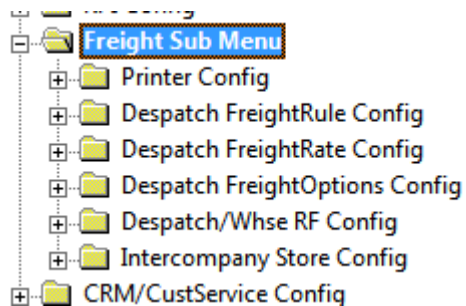 Freight Sub Menu
Printer Config
Despatch FreightRule Config
Despatch FreightRate Config
Despatch FreightOptions Config
Despatch/Whse RF Config
Intercompany Store Config
CRM/CustService Config